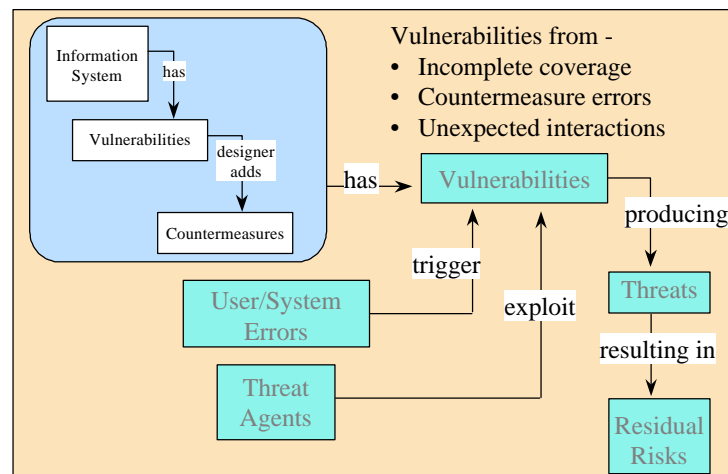 Information
System
has
Vulnerabilities
designer
adds
Countermeasures
Vulnerabilities from -
• Incomplete coverage
• Countermeasure errors
• Unexpected interactions
has
Vulnerabilities
producing
trigger
exploit
User/System
Errors
Threats
resulting in
Threat
Agents
Residual
Risks